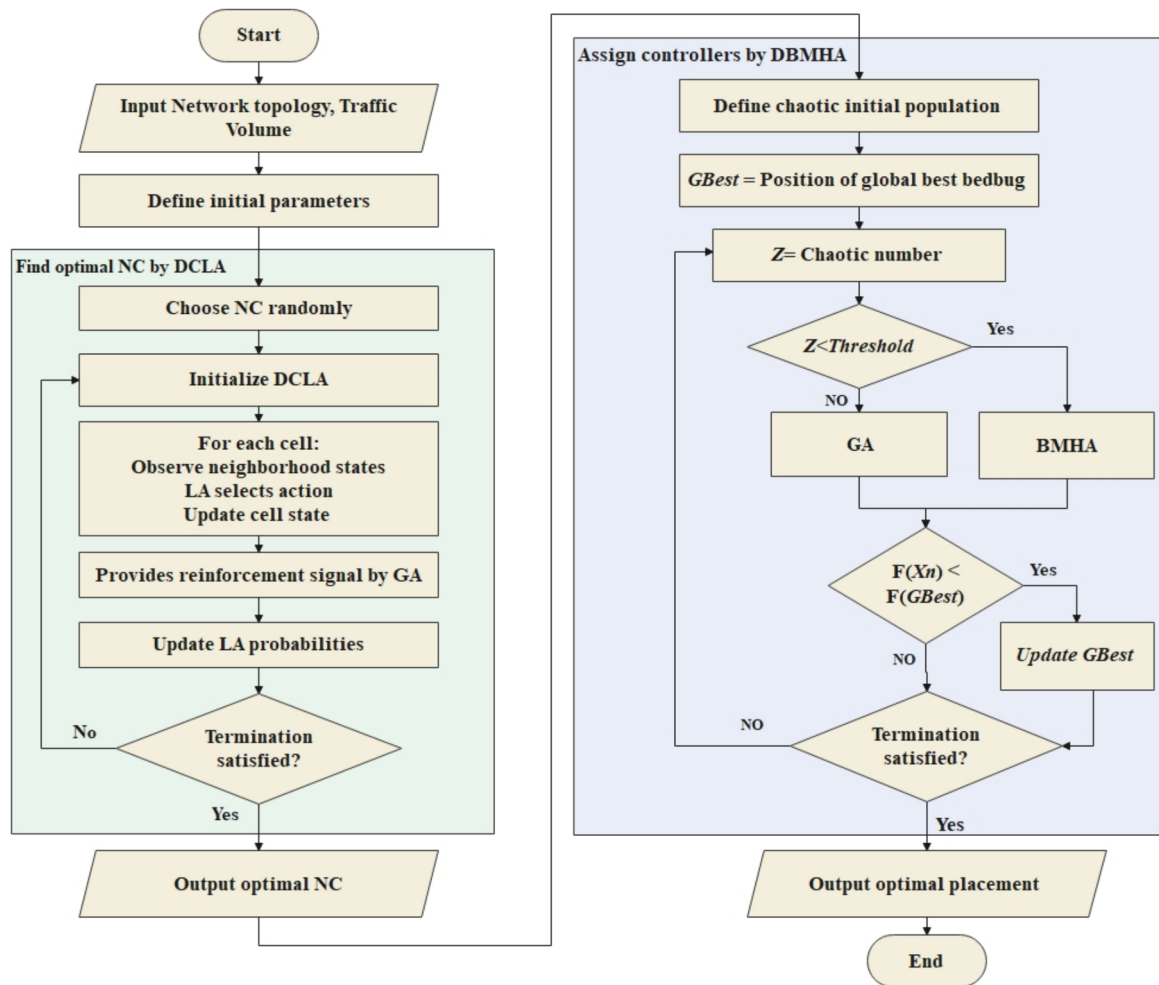 Start
Input Network topology, Traffic
Volume
Define initial parameters
Find optimal NC by DCLA
Choose NC randomly
Initialize DCLA
For each cell:
Observe neighborhood states
LA selects action
Update cell state
Provides reinforcement signal by GA
Update LA probabilities
No
Termination
satisfied?
Yes
Output optimal NC
Assign controllers by DBMHA
Define chaotic initial population
GBest = Position of global best bedbug
Z= Chaotic number
Z<Threshold
Yes
NO
GA
BMHA
F(Xn) <
F(GBest)
Yes
Update GBest
NO
NO
Termination
satisfied?
Yes
Output optimal placement
End